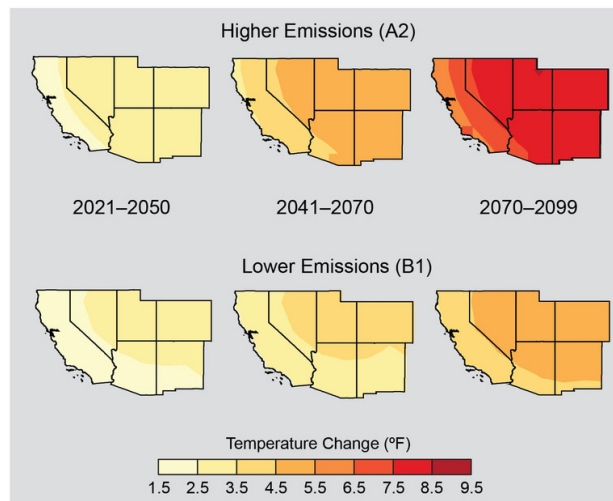 Higher Emissions (A2)
2021–2050 2041–2070 2070–2099
Lower Emissions (B1)
Temperature Change (ºF)
1.5 2.5 3.5 4.5 5.5 6.5 7.5 8.5 9.5